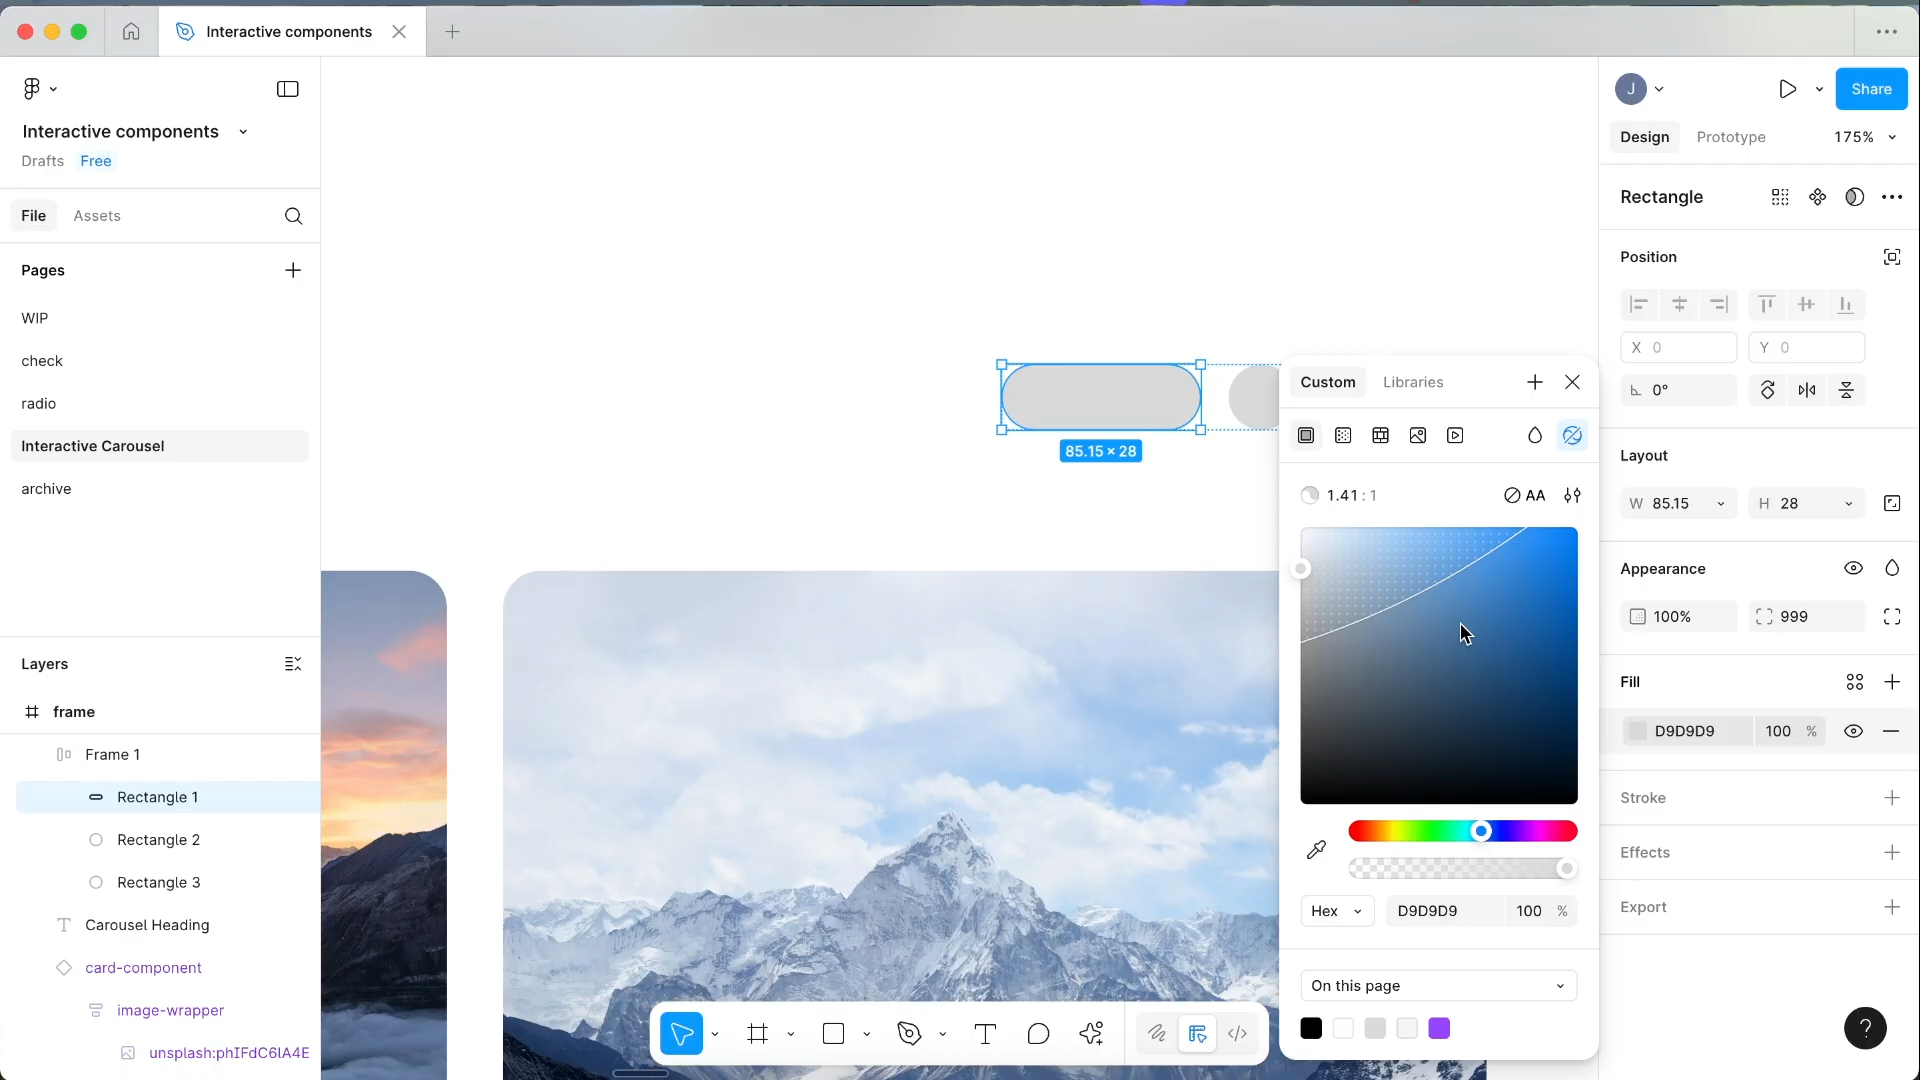 Interactive components
Interactive components
Drafts Free
File Assets
Pages
WIP
check
radio
Interactive Carousel
archive
Layers
frame
Frame 1
Rectangle 1
Rectangle 2
Rectangle 3
Carousel Heading
card-component
image-wrapper
unsplash:phIFdC6lA4E
85.15 × 28
Custom Libraries
1.41 : 1 AA
Hex D9D9D9 100 %
On this page
J Share
Design Prototype 175%
Rectangle
Position
X 0 Y 0
0°
Layout
W 85.15 H 28
Appearance
100% 999
Fill
D9D9D9 100 %
Stroke
Effects
Export
?